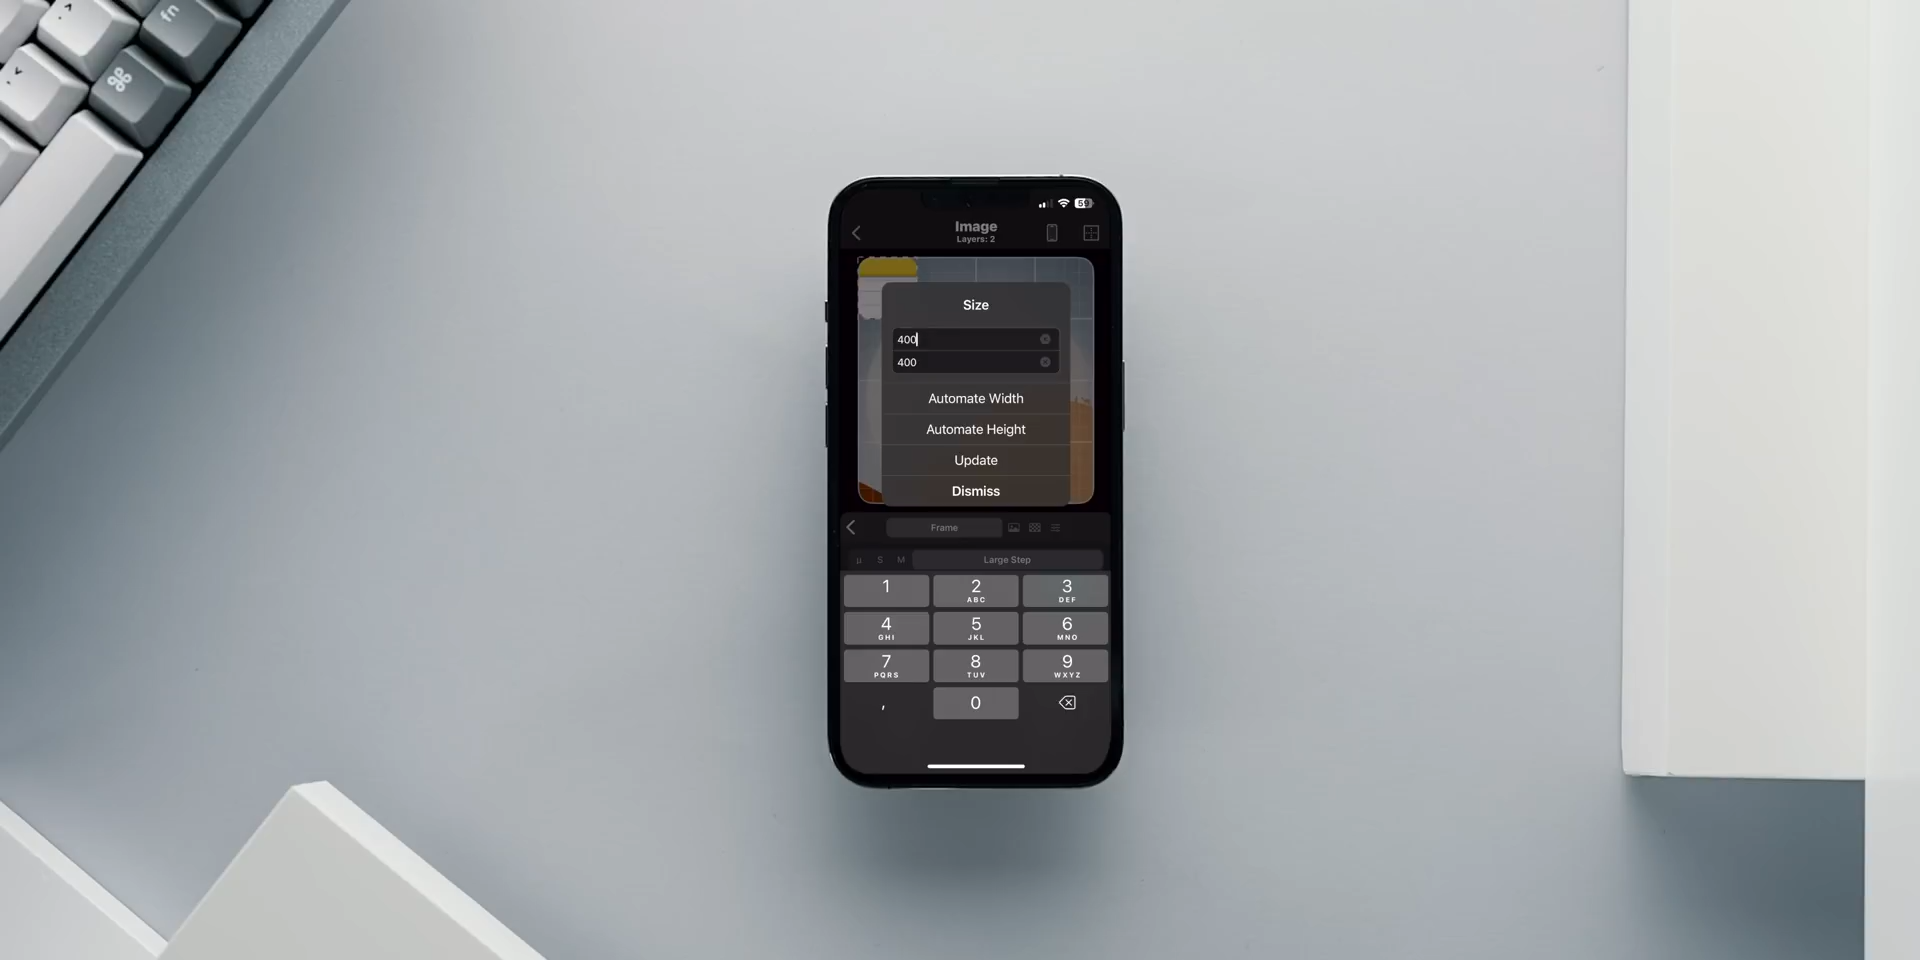 fn
⌘
59
Image
Layers: 2
Size
400
400
Automate Width
Automate Height
Update
Dismiss
Frame
µ S M Large Step
1
2 ABC
3 DEF
4 GHI
5 JKL
6 MNO
7 PQRS
8 TUV
9 WXYZ
, 0